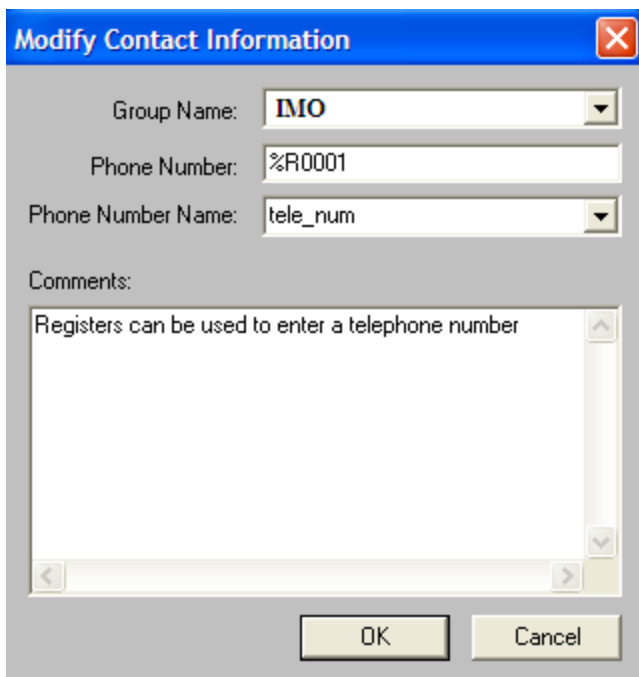 Modify Contact Information
Group Name: IMO
Phone Number: %R0001
Phone Number Name: tele_num
Comments:
Registers can be used to enter a telephone number
OK Cancel